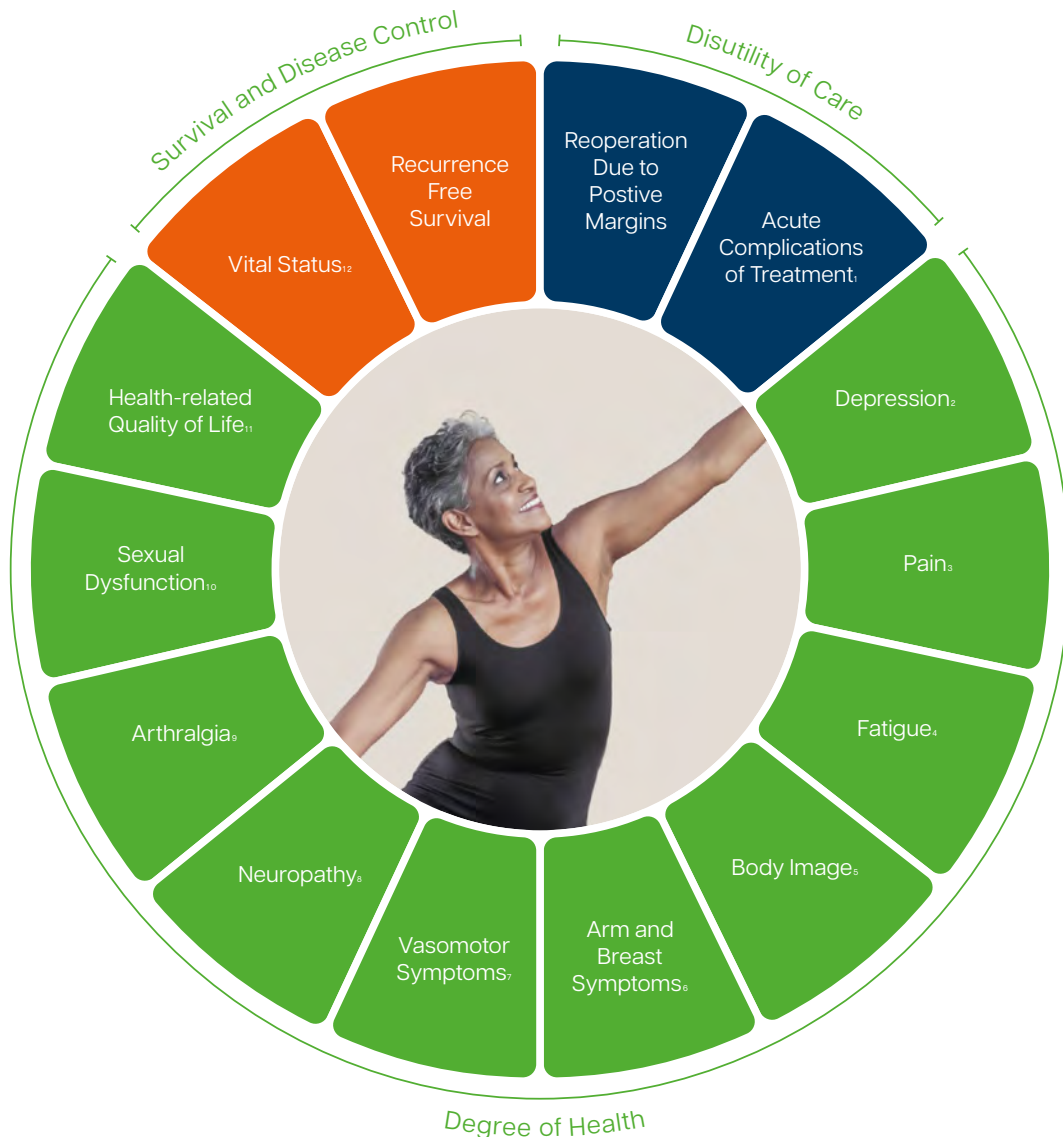 Survival and Disease Control
Disutility of Care
Recurrence
Free
Survival
Reoperation
Due to
Postive
Margins
Acute
Complications
of Treatment₁
Vital Status₁₂
Depression₂
Health-related
Quality of Life₁₁
Pain₃
Sexual
Dysfunction₁₀
Fatigue₄
Arthralgia₉
Body Image₅
Neuropathy₈
Arm and
Breast
Symptoms₆
Vasomotor
Symptoms₇
Degree of Health